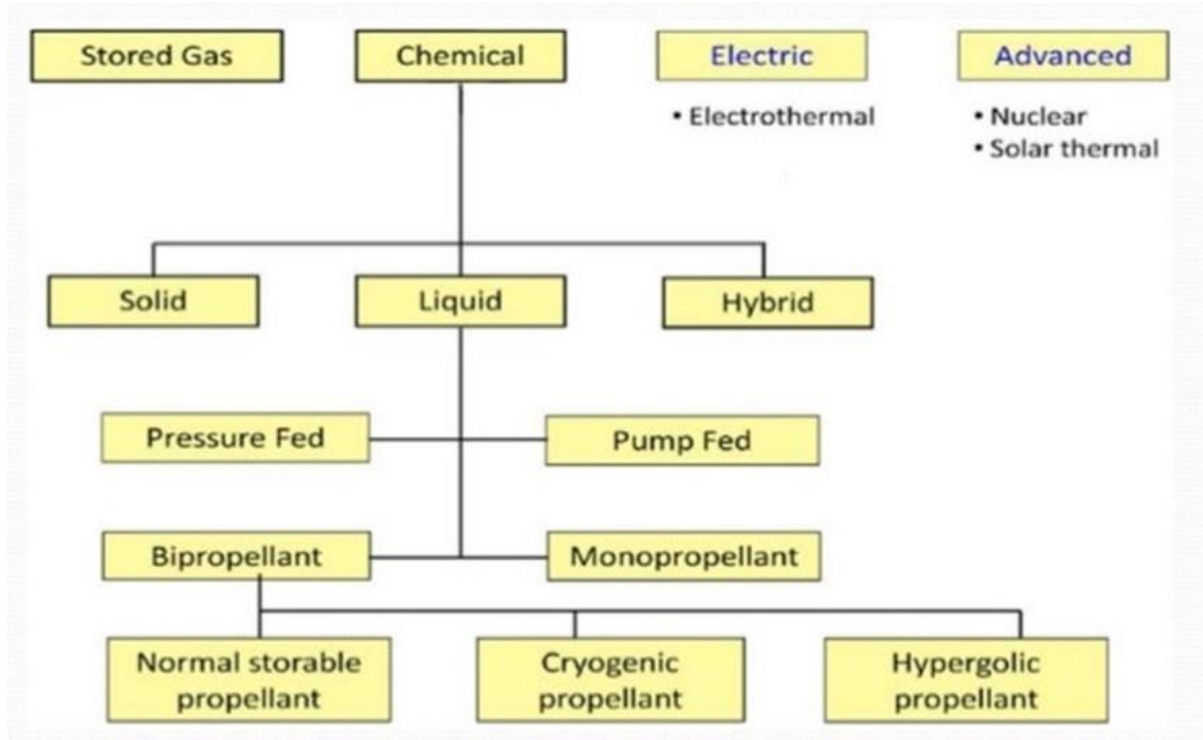 Stored Gas
Chemical
Electric
Advanced
• Electrothermal
• Nuclear
• Solar thermal
Solid
Liquid
Hybrid
Pressure Fed
Pump Fed
Bipropellant
Monopropellant
Normal storable
propellant
Cryogenic
propellant
Hypergolic
propellant